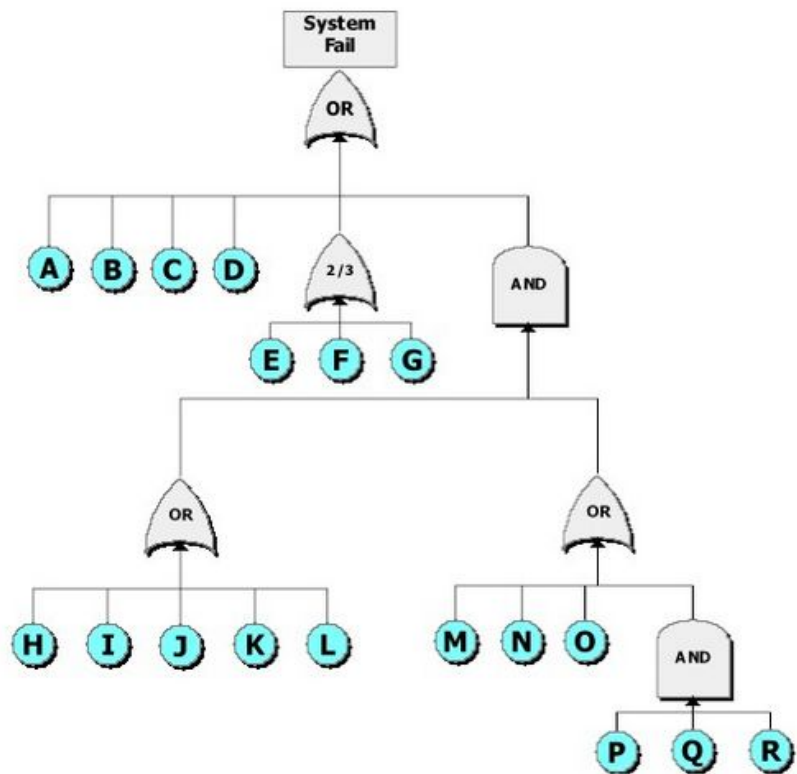 System
Fail
OR
A B C D
2/3
AND
E F G
OR
OR
H I J K L
M N O
AND
P Q R